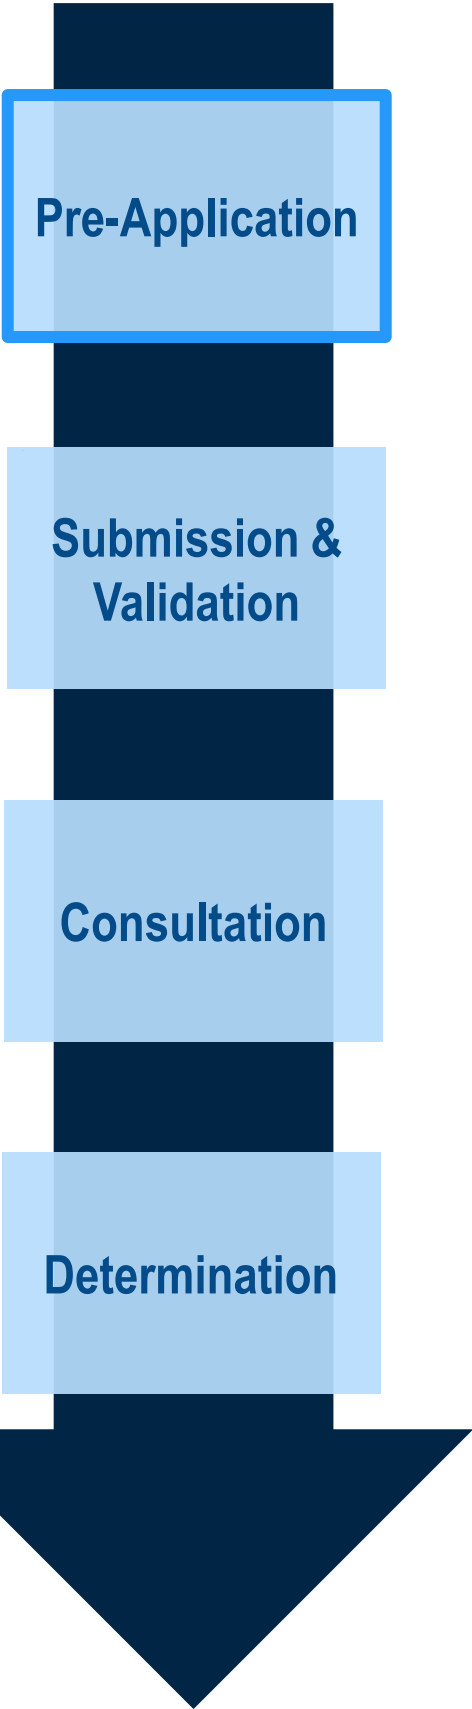 Pre-Application
Submission &
Validation
Consultation
Determination